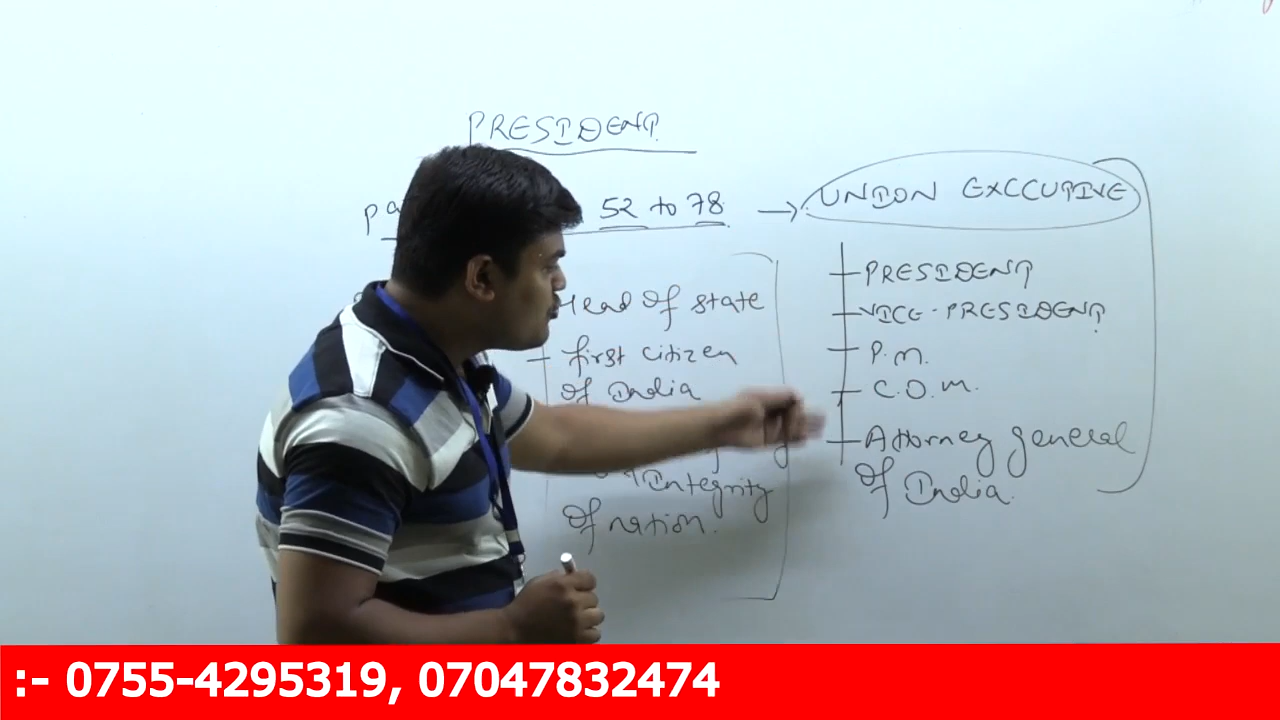 PRESIDENT
52 to 78 → UNION EXCCUTIVE
Head of state
first citizen
of India
Integrity
of nation.
PRESIDENT
VICE-PRESIDENT
P.M.
C.O.M.
Attorney general
of India.
:- 0755-4295319, 07047832474